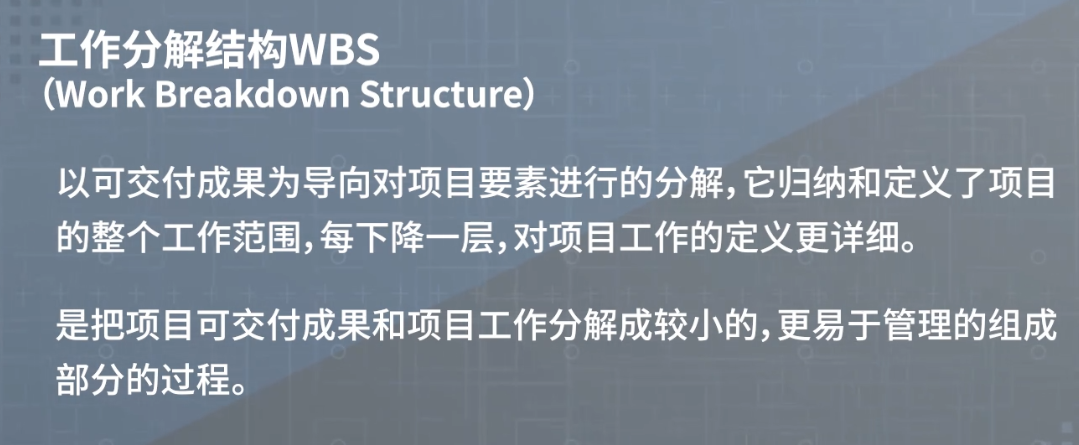 工作分解结构WBS
（Work Breakdown Structure）
以可交付成果为导向对项目要素进行的分解，它归纳和定义了项目
的整个工作范围，每下降一层，对项目工作的定义更详细。
是把项目可交付成果和项目工作分解成较小的，更易于管理的组成
部分的过程。